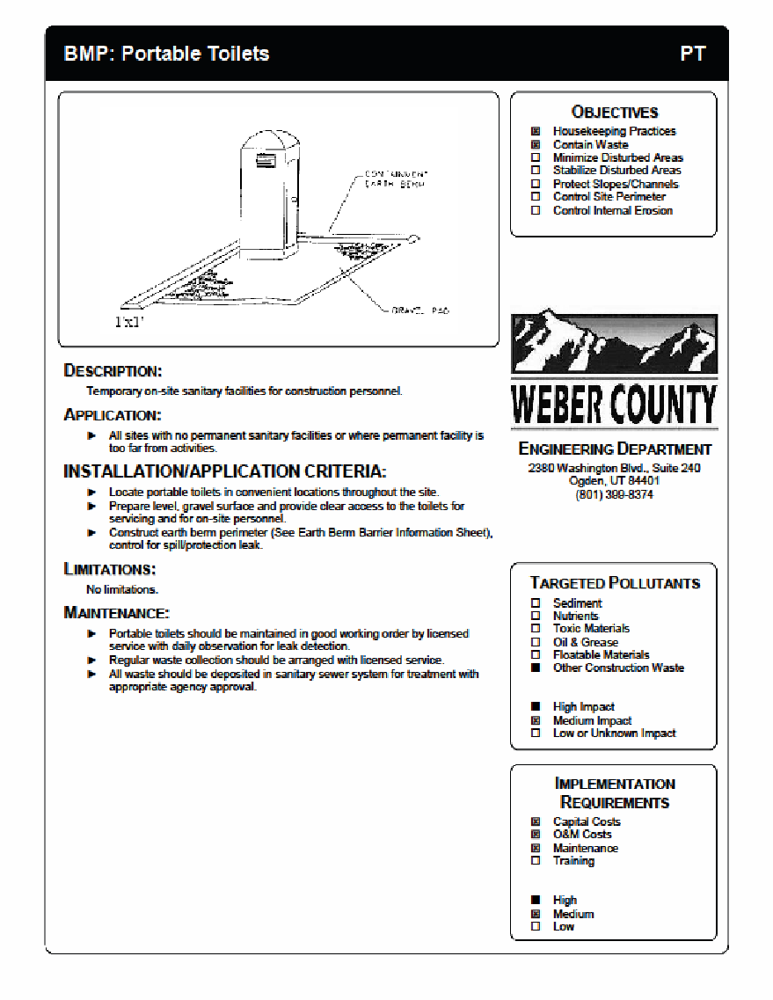 BMP: Portable Toilets
PT
CONTAINMENT
EARTH BERM
GRAVEL PAD
1'x1'
DESCRIPTION:
Temporary on-site sanitary facilities for construction personnel.
APPLICATION:
► All sites with no permanent sanitary facilities or where permanent facility is
too far from activities.
INSTALLATION/APPLICATION CRITERIA:
► Locate portable toilets in convenient locations throughout the site.
► Prepare level, gravel surface and provide clear access to the toilets for
servicing and for on-site personnel.
► Construct earth berm perimeter (See Earth Berm Barrier Information Sheet),
control for spill/protection leak.
LIMITATIONS:
No limitations.
MAINTENANCE:
► Portable toilets should be maintained in good working order by licensed
service with daily observation for leak detection.
► Regular waste collection should be arranged with licensed service.
► All waste should be deposited in sanitary sewer system for treatment with
appropriate agency approval.
OBJECTIVES
☒ Housekeeping Practices
☒ Contain Waste
☐ Minimize Disturbed Areas
☐ Stabilize Disturbed Areas
☐ Protect Slopes/Channels
☐ Control Site Perimeter
☐ Control Internal Erosion
WEBER COUNTY
ENGINEERING DEPARTMENT
2380 Washington Blvd., Suite 240
Ogden, UT 84401
(801) 399-8374
TARGETED POLLUTANTS
☐ Sediment
☐ Nutrients
☐ Toxic Materials
☐ Oil & Grease
☐ Floatable Materials
■ Other Construction Waste
■ High Impact
☒ Medium Impact
☐ Low or Unknown Impact
IMPLEMENTATION
REQUIREMENTS
☒ Capital Costs
☒ O&M Costs
☒ Maintenance
☐ Training
■ High
☒ Medium
☐ Low